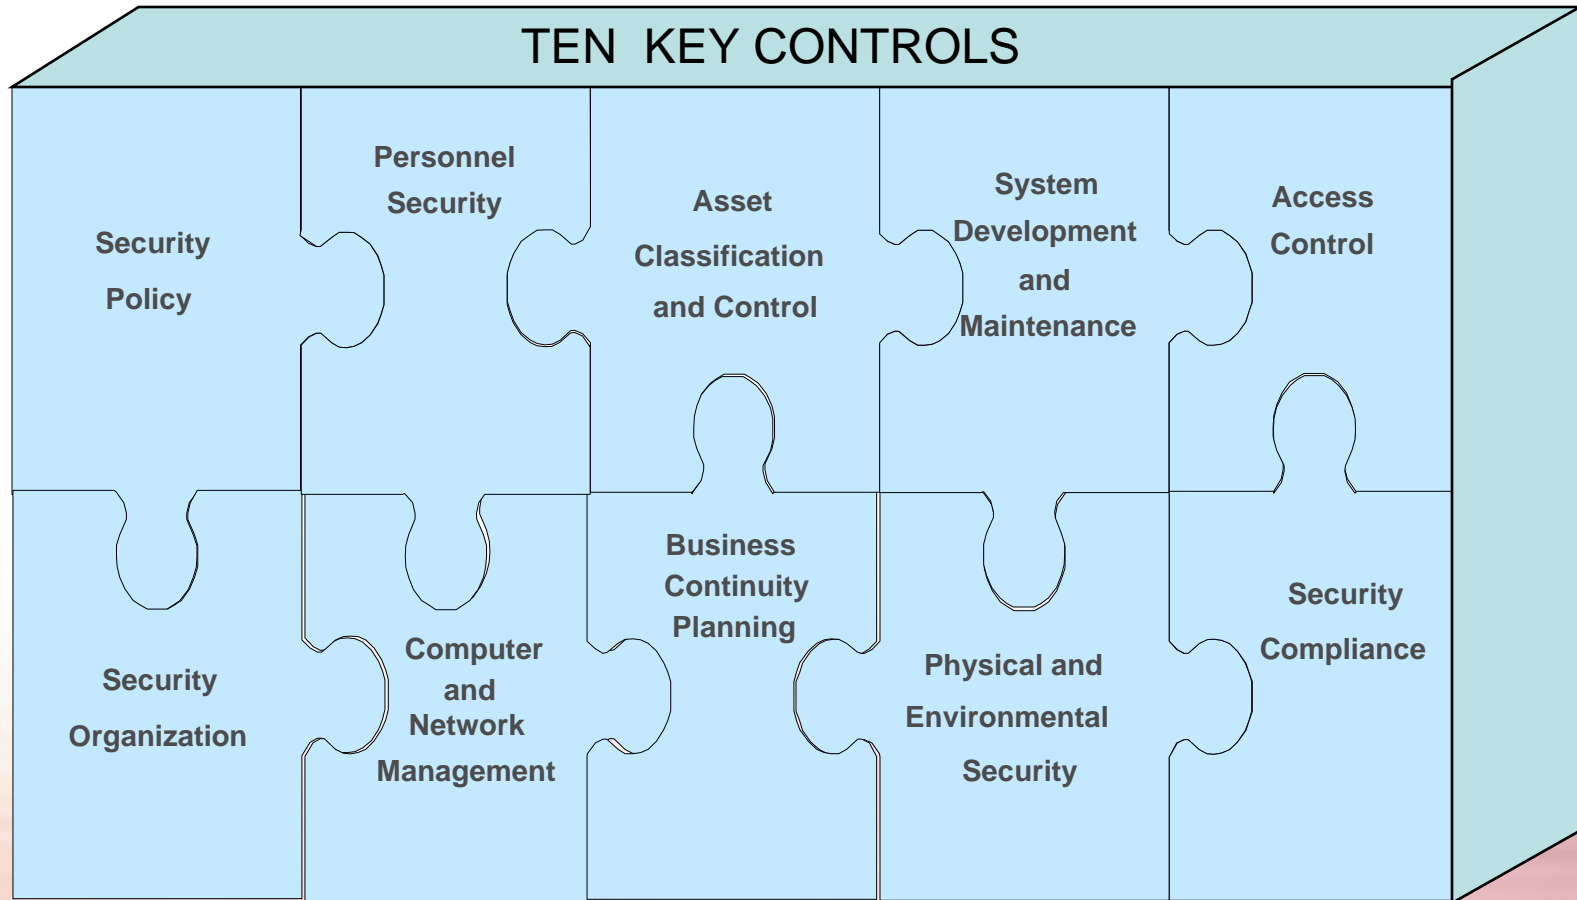 TEN  KEY CONTROLS
Security
Policy
Personnel
Security
Asset
Classification
and Control
System
Development
and
Maintenance
Access
Control
Security
Organization
Computer
and
Network
Management
Business
Continuity
Planning
Physical and
Environmental
Security
Security
Compliance